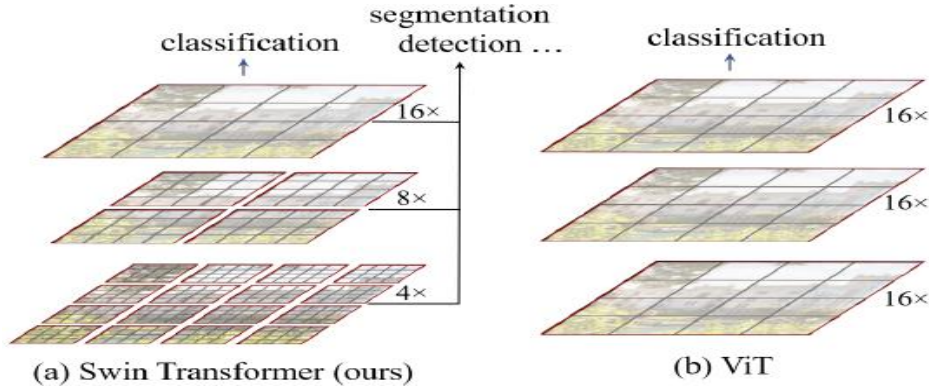 segmentation
classification
detection ...
classification
16×
8×
4×
16×
16×
16×
(a) Swin Transformer (ours)
(b) ViT